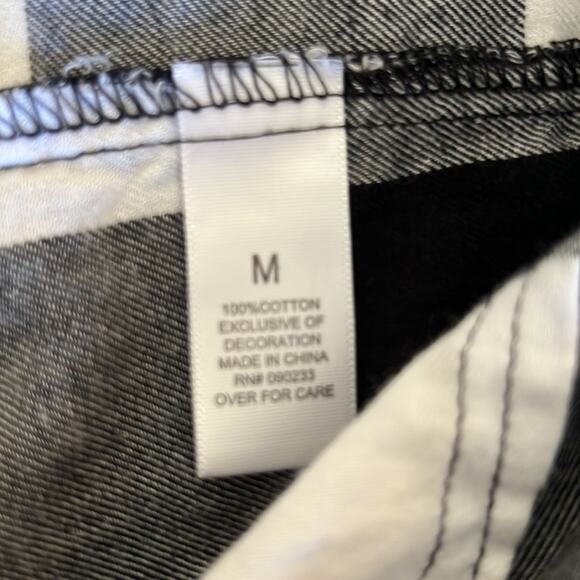 M
100%COTTON
EXCLUSIVE OF
DECORATION
MADE IN CHINA
RN# 090233
OVER FOR CARE